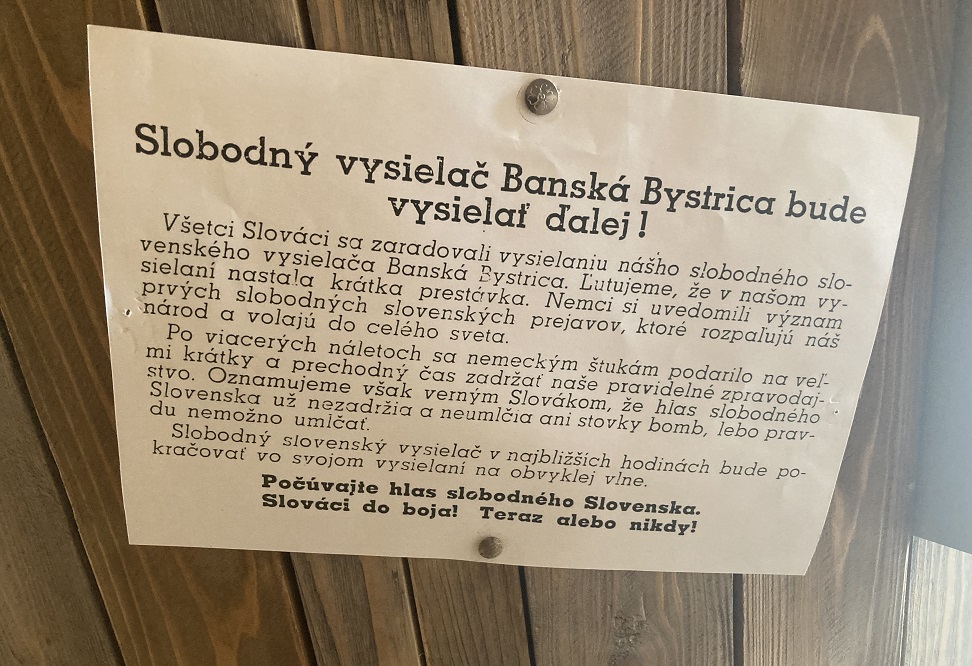 Slobodný vysielač Banská Bystrica bude
vysielať ďalej!
Všetci Slováci sa zaradovali vysielaniu nášho slobodného slo-
venského vysielača Banská Bystrica. Ľutujeme, že v našom vy-
sielaní nastala krátka prestávka. Nemci si uvedomili význam
prvých slobodných slovenských prejavov, ktoré rozpaľujú náš
národ a volajú do celého sveta.
Po viacerých náletoch sa nemeckým štukám podarilo na veľ-
mi krátky a prechodný čas zadržať naše pravidelné zpravodaj-
stvo. Oznamujeme však verným Slovákom, že hlas slobodného
Slovenska už nezadržia a neumlčia ani stovky bomb, lebo prav-
du nemožno umlčať.
Slobodný slovenský vysielač v najbližších hodinách bude po-
kračovať vo svojom vysielaní na obvyklej vlne.
Počúvajte hlas slobodného Slovenska.
Slováci do boja! Teraz alebo nikdy!